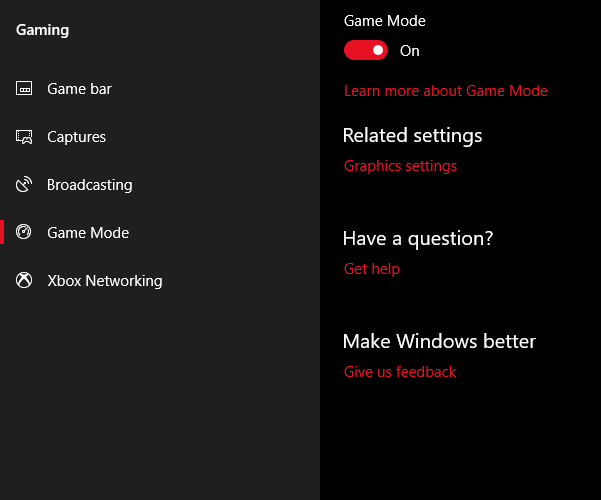 Gaming
Game bar
Captures
Broadcasting
Game Mode
Xbox Networking
Game Mode
On
Learn more about Game Mode
Related settings
Graphics settings
Have a question?
Get help
Make Windows better
Give us feedback